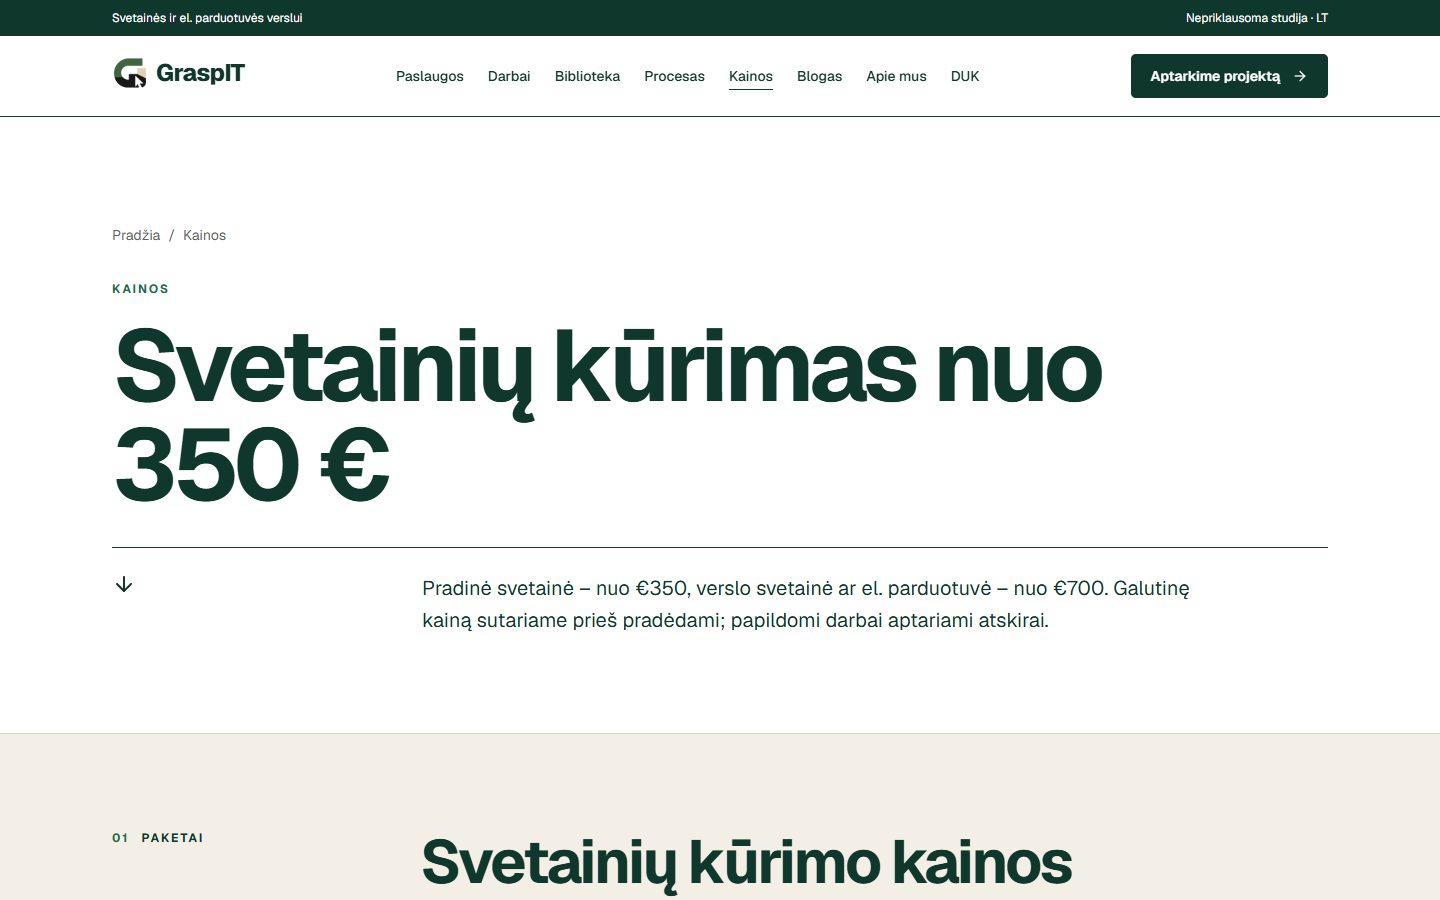 Svetainės ir el. parduotuvės verslui
Nepriklausoma studija · LT
GraspIT
Paslaugos
Darbai
Biblioteka
Procesas
Kainos
Blogas
Apie mus
DUK
Aptarkime projektą →
Pradžia / Kainos
KAINOS
Svetainių kūrimas nuo
350 €
↓
Pradinė svetainė – nuo €350, verslo svetainė ar el. parduotuvė – nuo €700. Galutinę
kainą sutariame prieš pradėdami; papildomi darbai aptariami atskirai.
01 PAKETAI
Svetainių kūrimo kainos